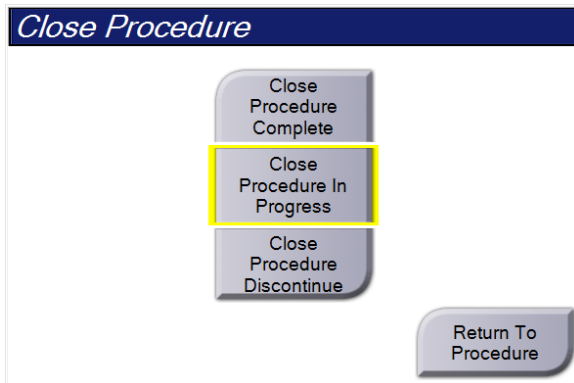 Close Procedure
Close
Procedure
Complete
Close
Procedure In
Progress
Close
Procedure
Discontinue
Return To
Procedure